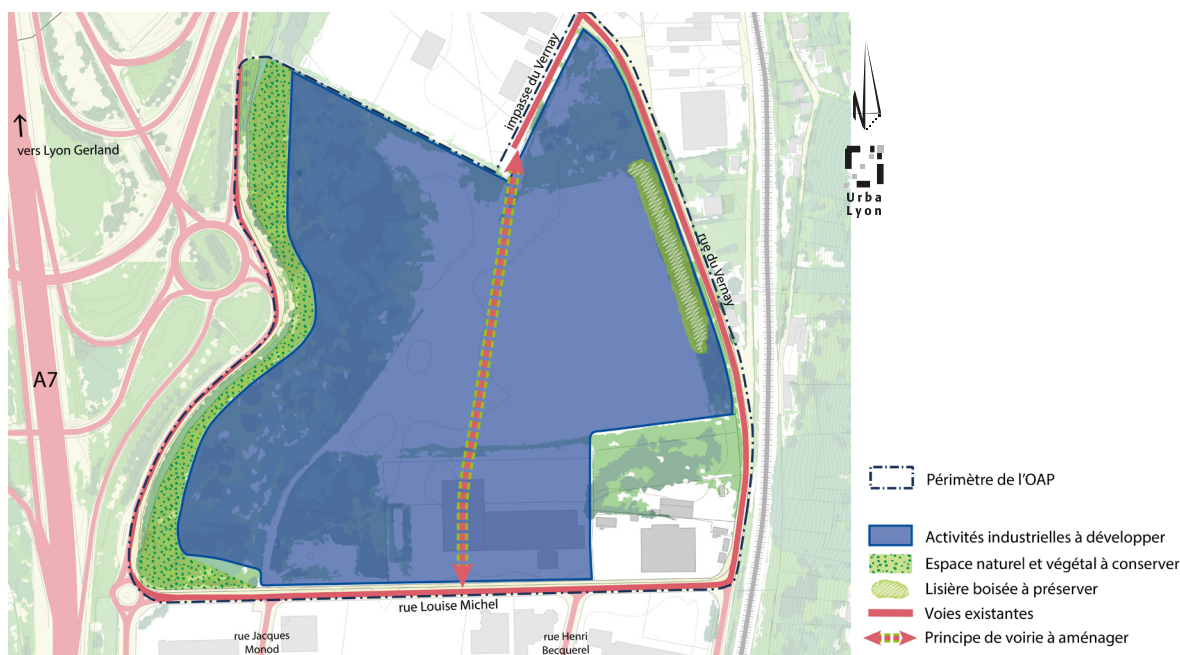 impasse du Vernay
vers Lyon Gerland
rue du Vernay
A7
rue Louise Michel
rue Jacques
Monod
rue Henri
Becquerel
N
Urba
Lyon
Périmètre de l'OAP
Activités industrielles à développer
Espace naturel et végétal à conserver
Lisière boisée à préserver
Voies existantes
Principe de voirie à aménager